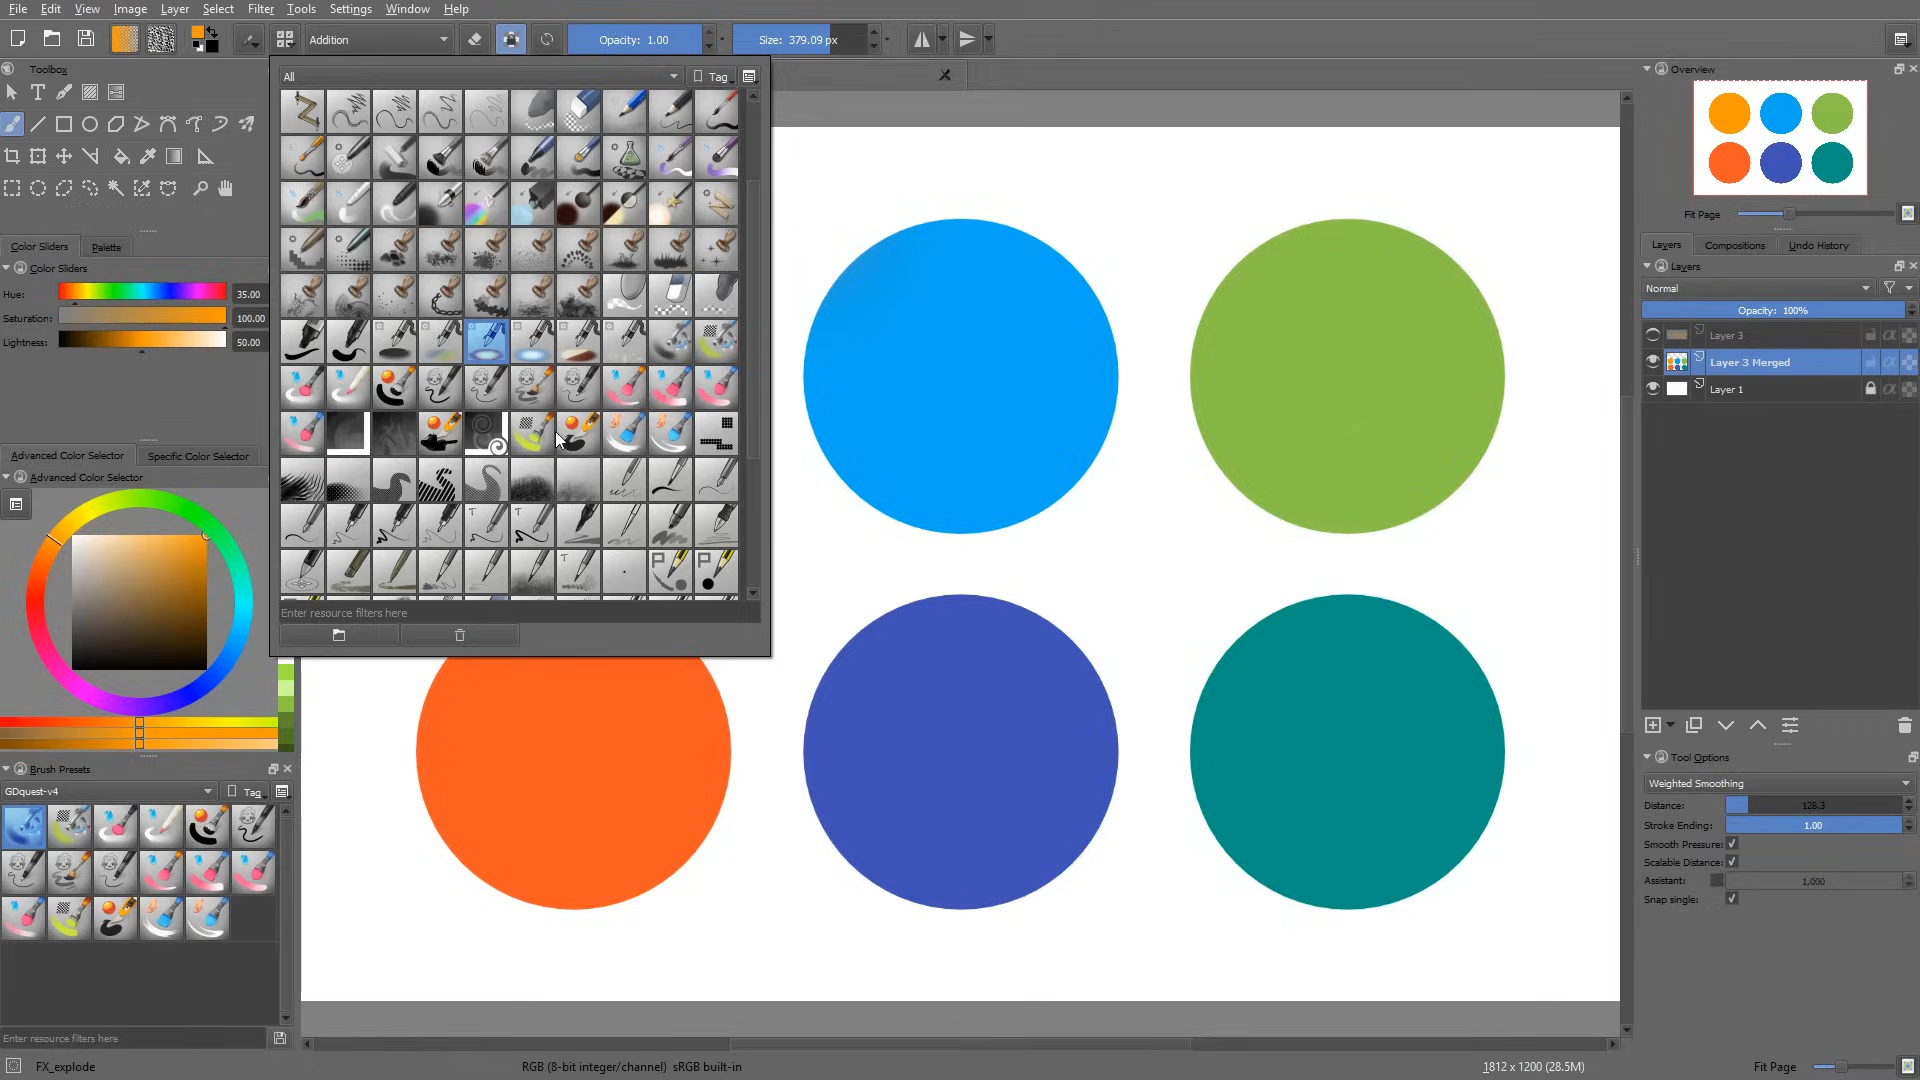 File Edit View Image Layer Select Filter Tools Settings Window Help
Addition Opacity: 1.00 Size: 379.09 px
Toolbox
All Tag
Overview
Fit Page
Color Sliders Palette
Color Sliders
Hue: 35.00
Saturation: 100.00
Lightness: 50.00
Layers Compositions Undo History
Layers
Normal
Opacity: 100%
Layer 3
Layer 3 Merged
Layer 1
Advanced Color Selector Specific Color Selector
Advanced Color Selector
T T
T P P
Enter resource filters here
Brush Presets
GDquest-v4 Tag
Enter resource filters here
Tool Options
Weighted Smoothing
Distance: 128.3
Stroke Ending: 1.00
Smooth Pressure:
Scalable Distance:
Assistant: 1,000
Snap single:
FX_explode RGB (8-bit integer/channel) sRGB built-in 1812 x 1200 (28.5M) Fit Page